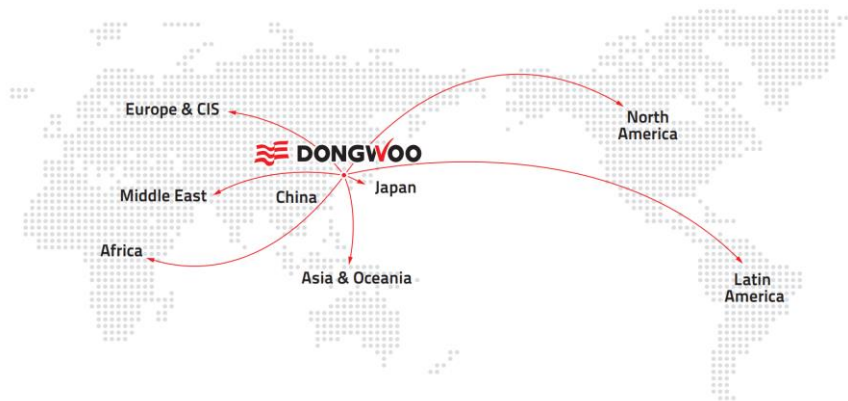 Europe & CIS
North
America
DONGWOO
Middle East
China
Japan
Africa
Asia & Oceania
Latin
America